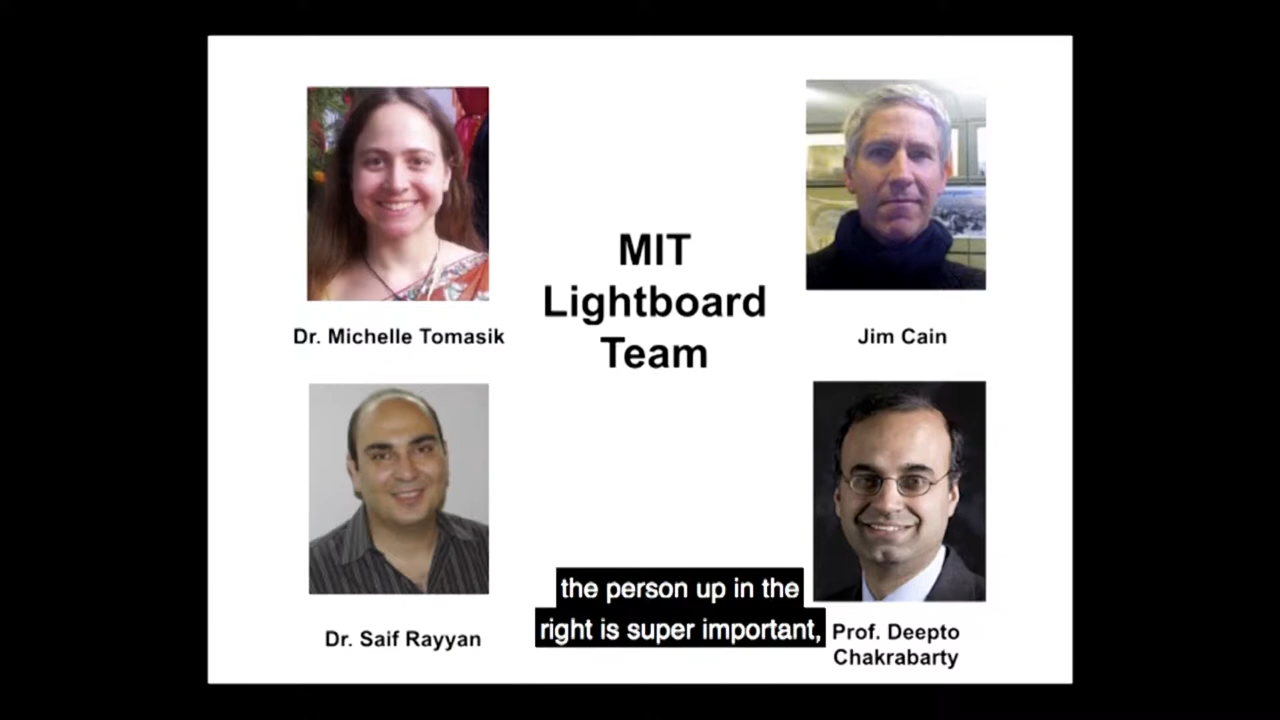 MIT
Lightboard
Team
Dr. Michelle Tomasik
Jim Cain
Dr. Saif Rayyan
Prof. Deepto
Chakrabarty
the person up in the
right is super important,